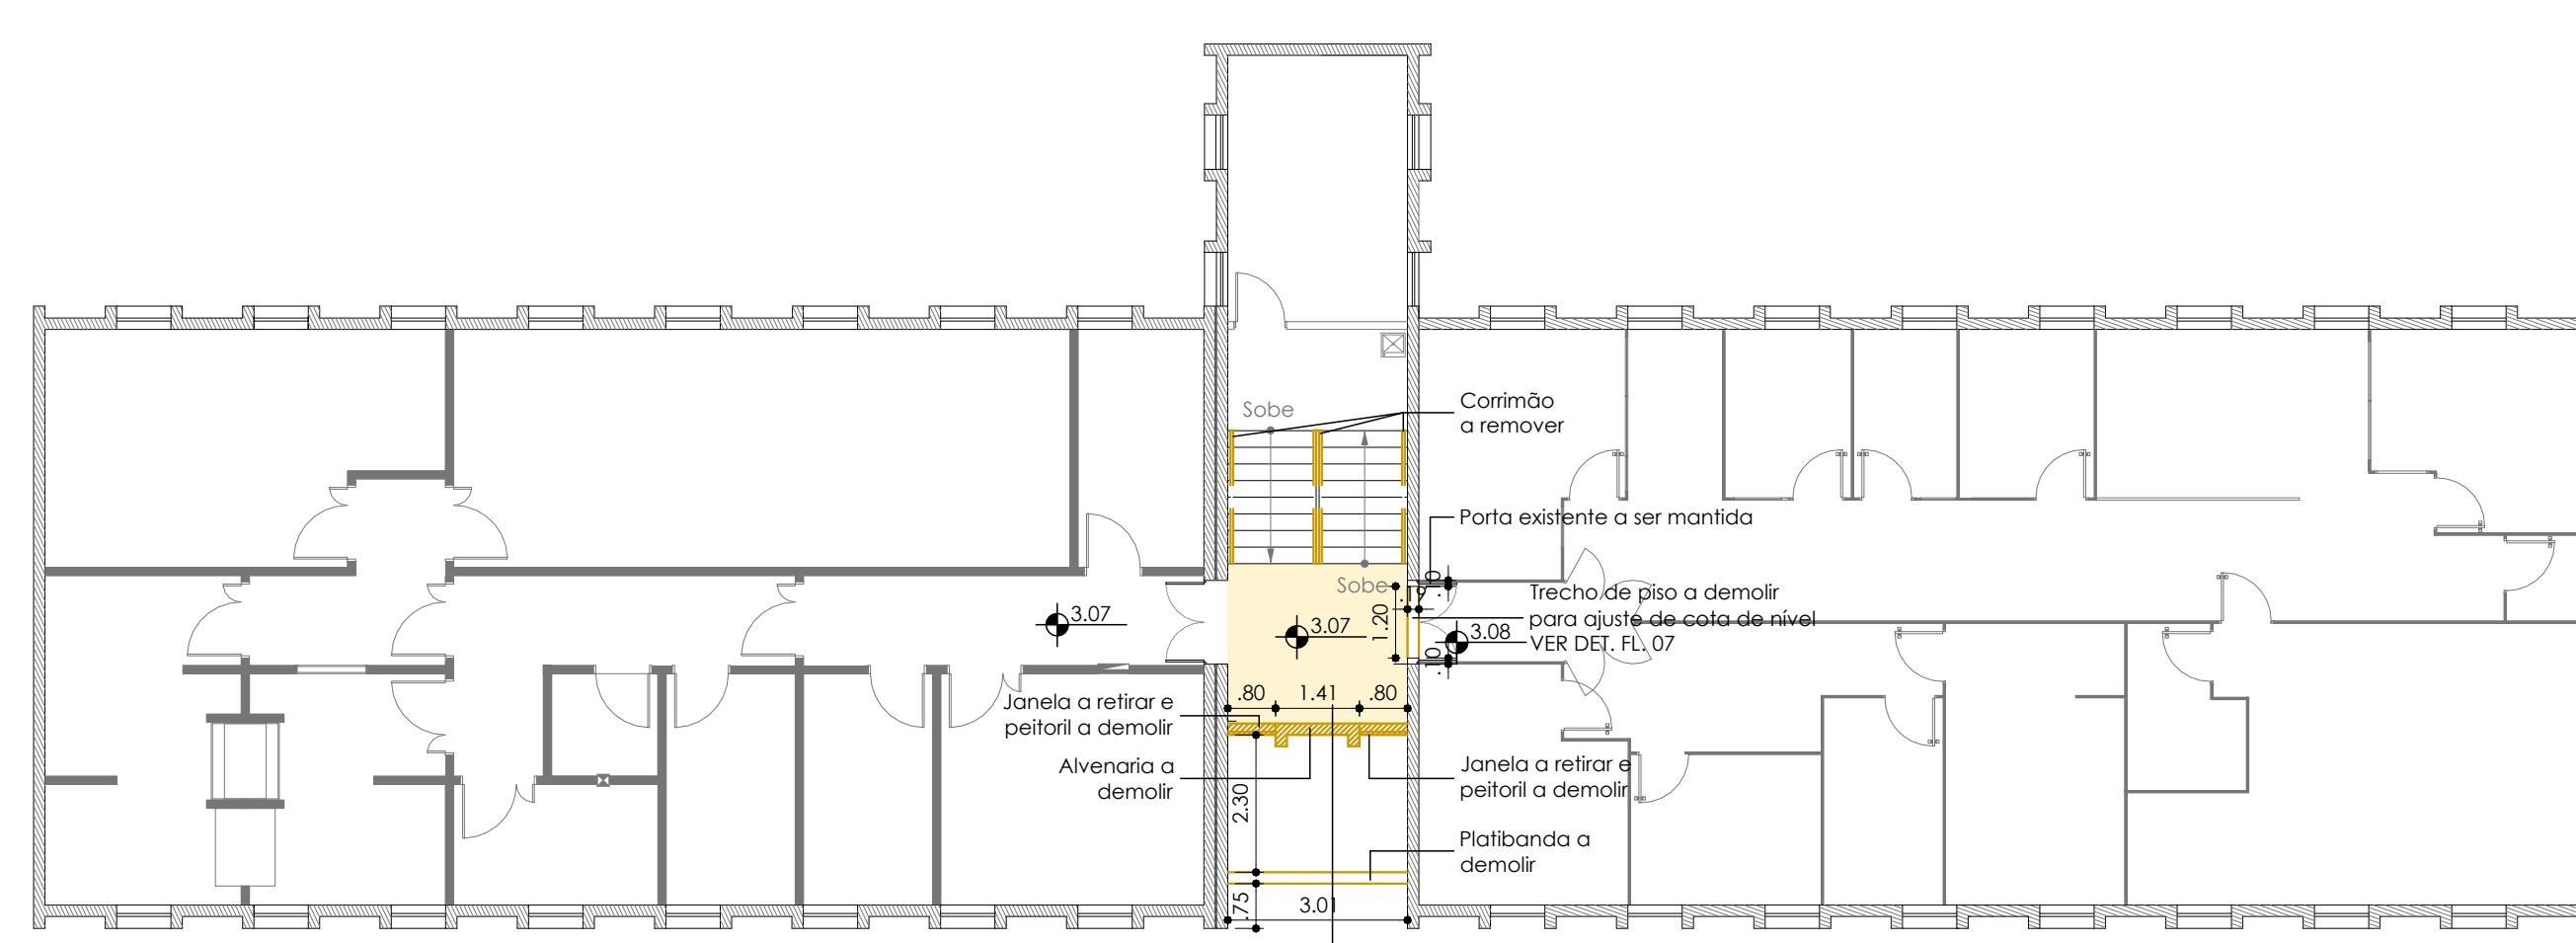 Sobe
Corrimão
a remover
Porta existente a ser mantida
Sobe
.10
.19
Trecho de piso a demolir
para ajuste de cota de nível
VER DET. FL. 07
3.07
3.07
1.20
3.08
.10
.80
1.41
.80
Janela a retirar e
peitoril a demolir
Alvenaria a
demolir
Janela a retirar e
peitoril a demolir
2.30
Platibanda a
demolir
.75
3.01